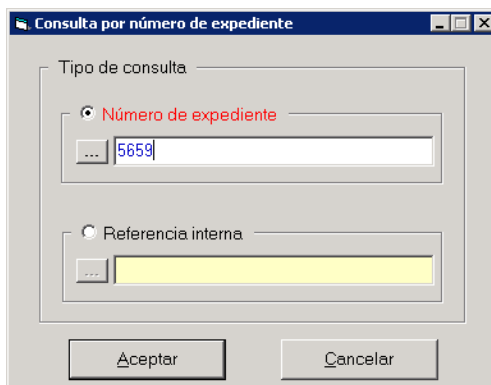 Consulta por número de expediente
Tipo de consulta
Número de expediente
... 5659
Referencia interna
...
Aceptar Cancelar